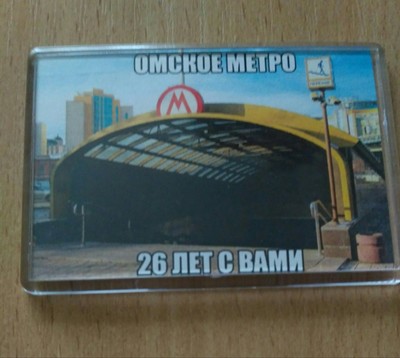 ОМСКОЕ МЕТРО
М
26 ЛЕТ С ВАМИ